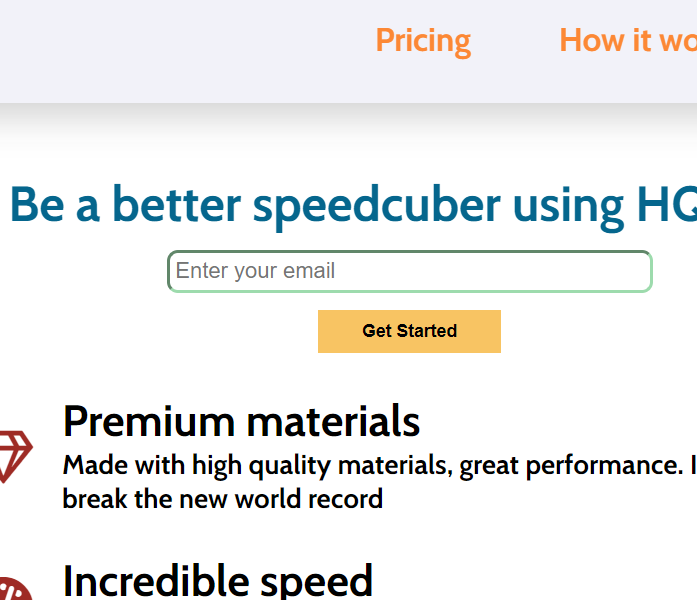 Pricing How it wo
Be a better speedcuber using HQ
Enter your email
Get Started
Premium materials
Made with high quality materials, great performance. I
break the new world record
Incredible speed